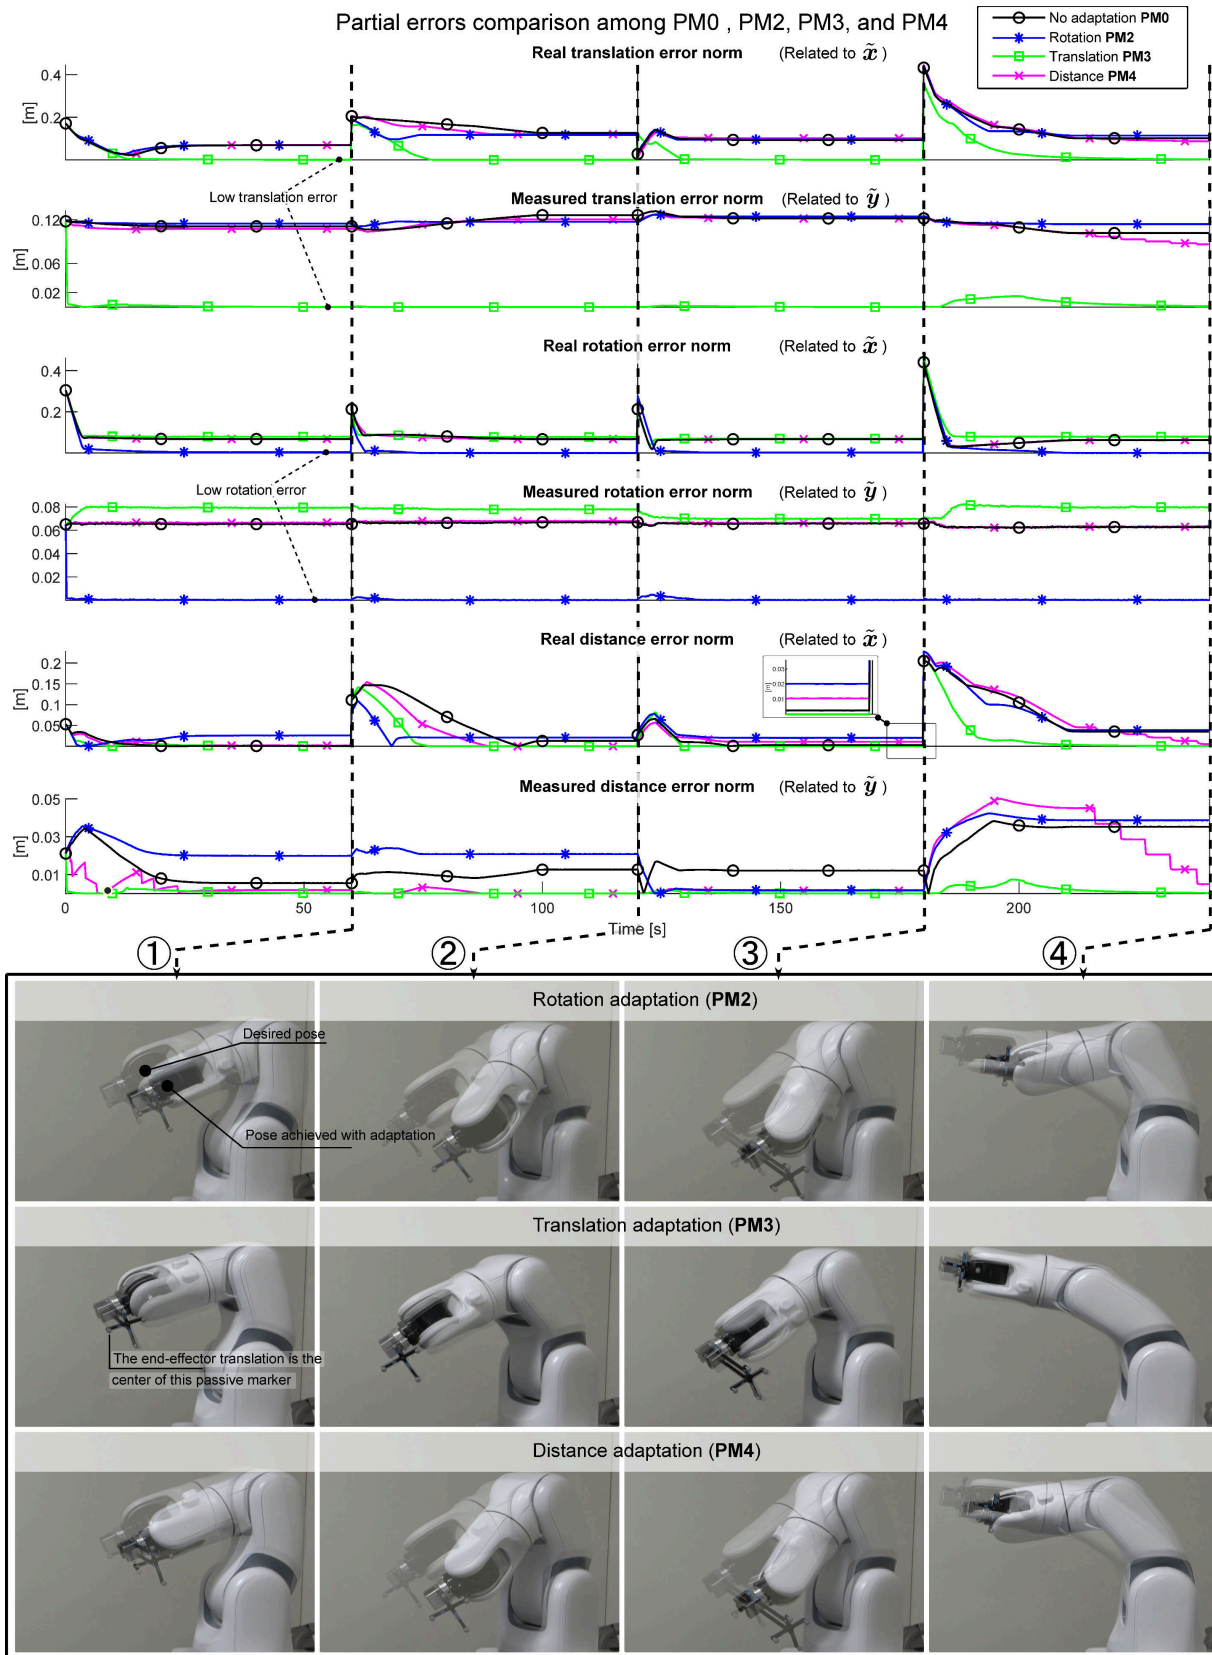 Partial errors comparison among PM0 , PM2, PM3, and PM4
No adaptation PM0
Rotation PM2
Translation PM3
Distance PM4
Real translation error norm (Related to x̃)
0.4
0.2
[m]
Low translation error
Measured translation error norm (Related to ỹ)
0.12
0.06
0.02
[m]
Real rotation error norm (Related to x̃)
0.4
0.2
Low rotation error
Measured rotation error norm (Related to ỹ)
0.08
0.06
0.04
0.02
Real distance error norm (Related to x̃)
0.2
0.15
0.1
0.05
[m]
0.03
0.02
0.01
[m]
Measured distance error norm (Related to ỹ)
0.05
0.03
0.01
[m]
0 50 100 150 200
Time [s]
① ② ③ ④
Rotation adaptation (PM2)
Desired pose
Pose achieved with adaptation
Translation adaptation (PM3)
The end-effector translation is the
center of this passive marker
Distance adaptation (PM4)